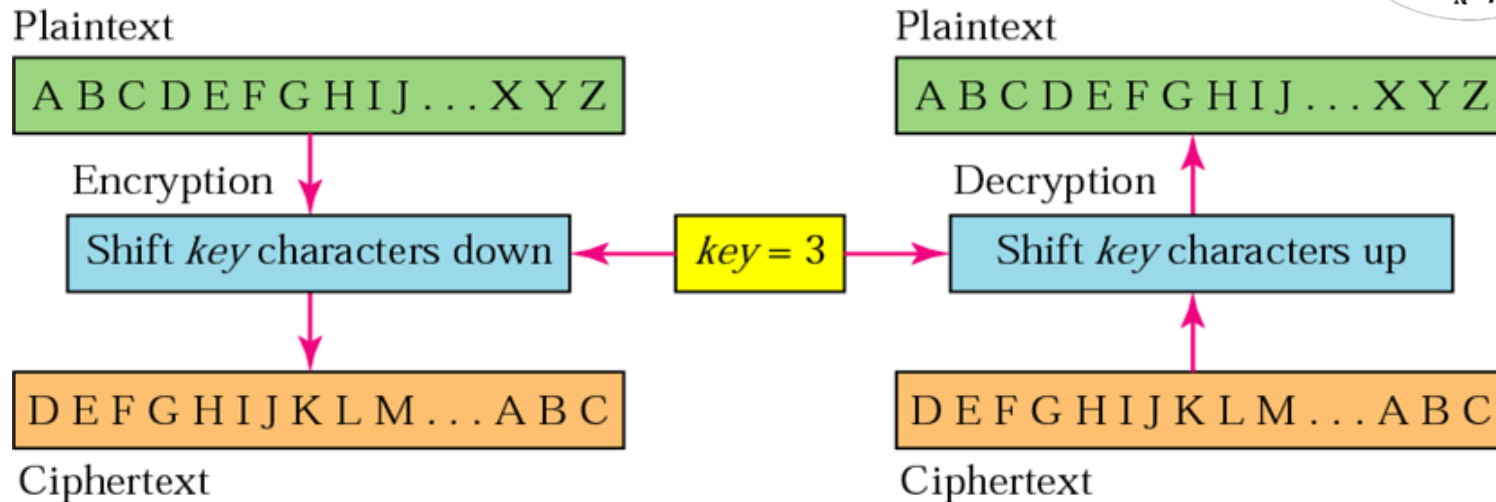 Plaintext
A B C D E F G H I J . . . X Y Z
Encryption
Shift key characters down
D E F G H I J K L M . . . A B C
Ciphertext
key = 3
Plaintext
A B C D E F G H I J . . . X Y Z
Decryption
Shift key characters up
D E F G H I J K L M . . . A B C
Ciphertext